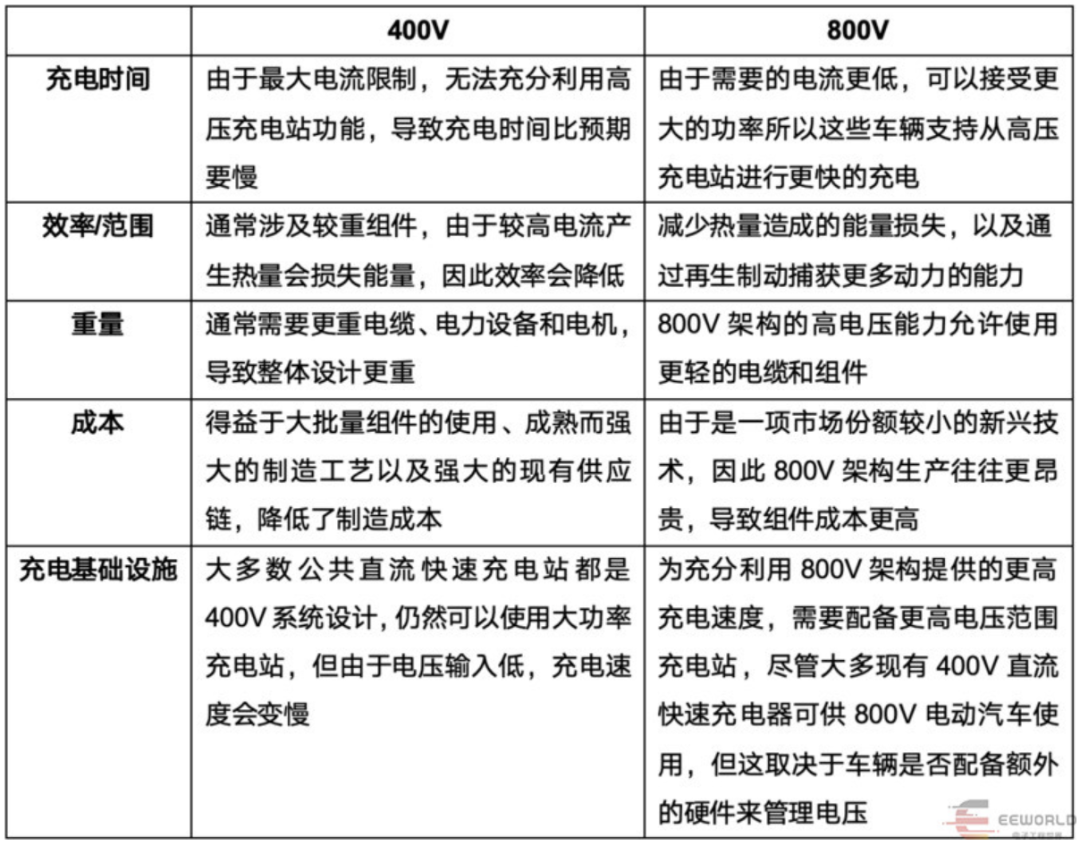 400V
800V
充电时间
由于最大电流限制，无法充分利用高
压充电站功能，导致充电时间比预期
要慢
由于需要的电流更低，可以接受更
大的功率所以这些车辆支持从高压
充电站进行更快的充电
效率/范围
通常涉及较重组件，由于较高电流产
生热量会损失能量，因此效率会降低
减少热量造成的能量损失，以及通
过再生制动捕获更多动力的能力
重量
通常需要更重电缆、电力设备和电机，
导致整体设计更重
800V 架构的高电压能力允许使用
更轻的电缆和组件
成本
得益于大批量组件的使用、成熟而强
大的制造工艺以及强大的现有供应
链，降低了制造成本
由于是一项市场份额较小的新兴技
术，因此 800V 架构生产往往更昂
贵，导致组件成本更高
充电基础设施
大多数公共直流快速充电站都是
400V 系统设计，仍然可以使用大功率
充电站，但由于电压输入低，充电速
度会变慢
为充分利用 800V 架构提供的更高
充电速度，需要配备更高电压范围
充电站，尽管大多现有 400V 直流
快速充电器可供 800V 电动汽车使
用，但这取决于车辆是否配备额外
的硬件来管理电压
EEWORLD
电子工程世界